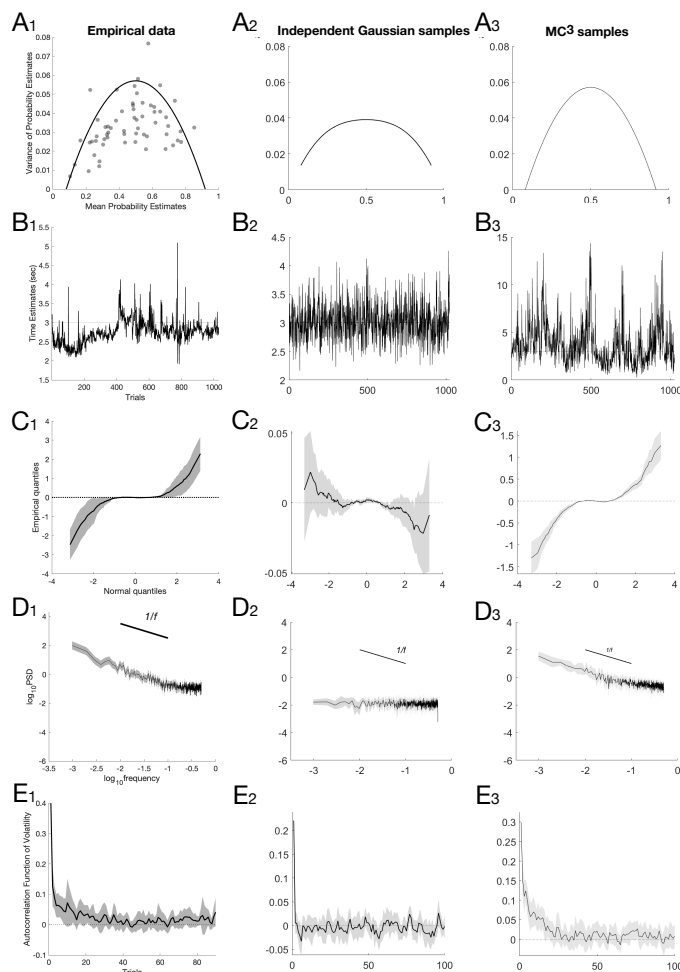 A1 Empirical data
A2 Independent Gaussian samples
A3 MC3 samples
Variance of Probability Estimates
0.08
0.07
0.06
0.05
0.04
0.03
0.02
0.01
0
0 0.2 0.4 0.6 0.8 1
Mean Probability Estimates
0.08
0.06
0.04
0.02
0
0 0.5 1
0.08
0.06
0.04
0.02
0
0 0.5 1
B1
Time Estimates (sec)
5.5
5
4.5
4
3.5
3
2.5
2
1.5
200 400 600 800 1000
Trials
B2
4.5
4
3.5
3
2.5
2
0 500 1000
B3
15
10
5
0
0 500 1000
C1
Empirical quantiles
4
3
2
1
0
-1
-2
-3
-4
-4 -2 0 2 4
Normal quantiles
C2
0.05
0
-0.05
-4 -2 0 2 4
C3
1.5
1
0.5
0
-0.5
-1
-1.5
-4 -2 0 2 4
D1
1/f
log10PSD
4
2
0
-2
-4
-6
-3.5 -3 -2.5 -2 -1.5 -1 -0.5 0
log10frequency
D2
1/f
4
2
0
-2
-4
-6
-3 -2 -1 0
D3
1/f
4
2
0
-2
-4
-6
-3 -2 -1 0
E1
Autocorrelation Function of Volatility
0.4
0.3
0.2
0.1
0
-0.1
0 20 40 60 80
E2
0.2
0.15
0.1
0.05
0
-0.05
0 50 100
E3
0.3
0.25
0.2
0.15
0.1
0.05
0
0 50 100